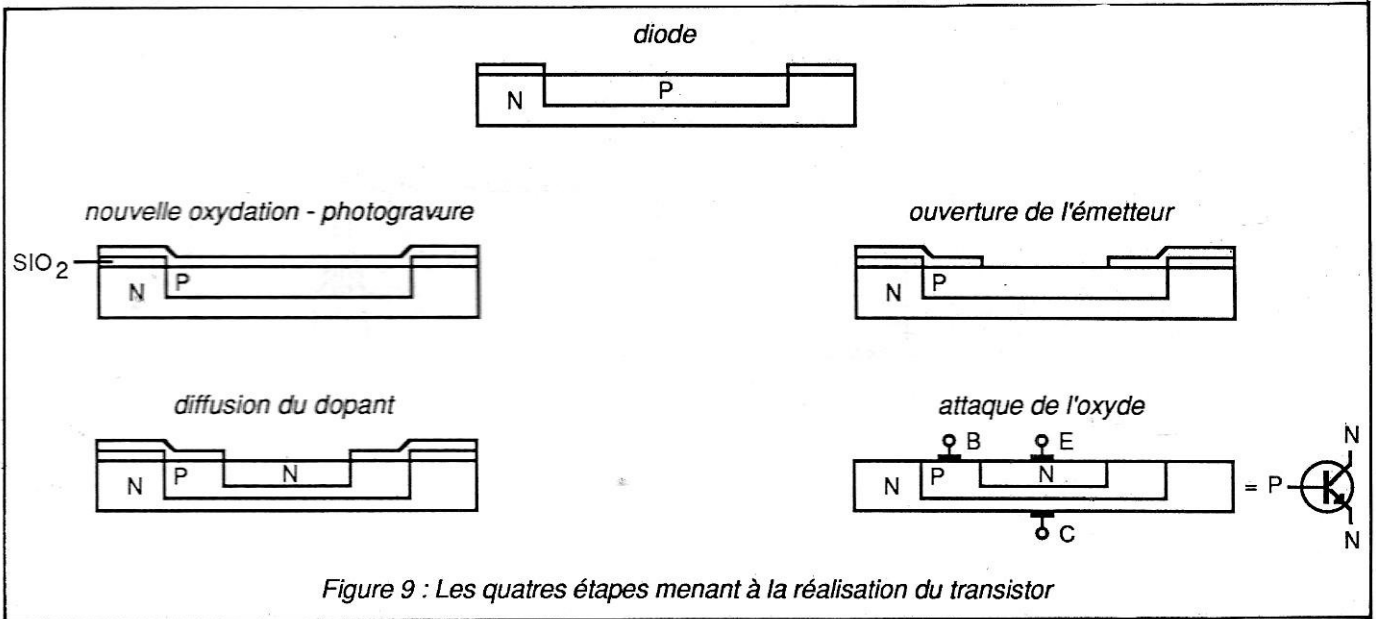 diode
N
P
nouvelle oxydation - photogravure
ouverture de l'émetteur
SIO2
N
P
N
P
diffusion du dopant
attaque de l'oxyde
B
E
N
P
N
N
P
N
= P
N
N
C
Figure 9 : Les quatres étapes menant à la réalisation du transistor